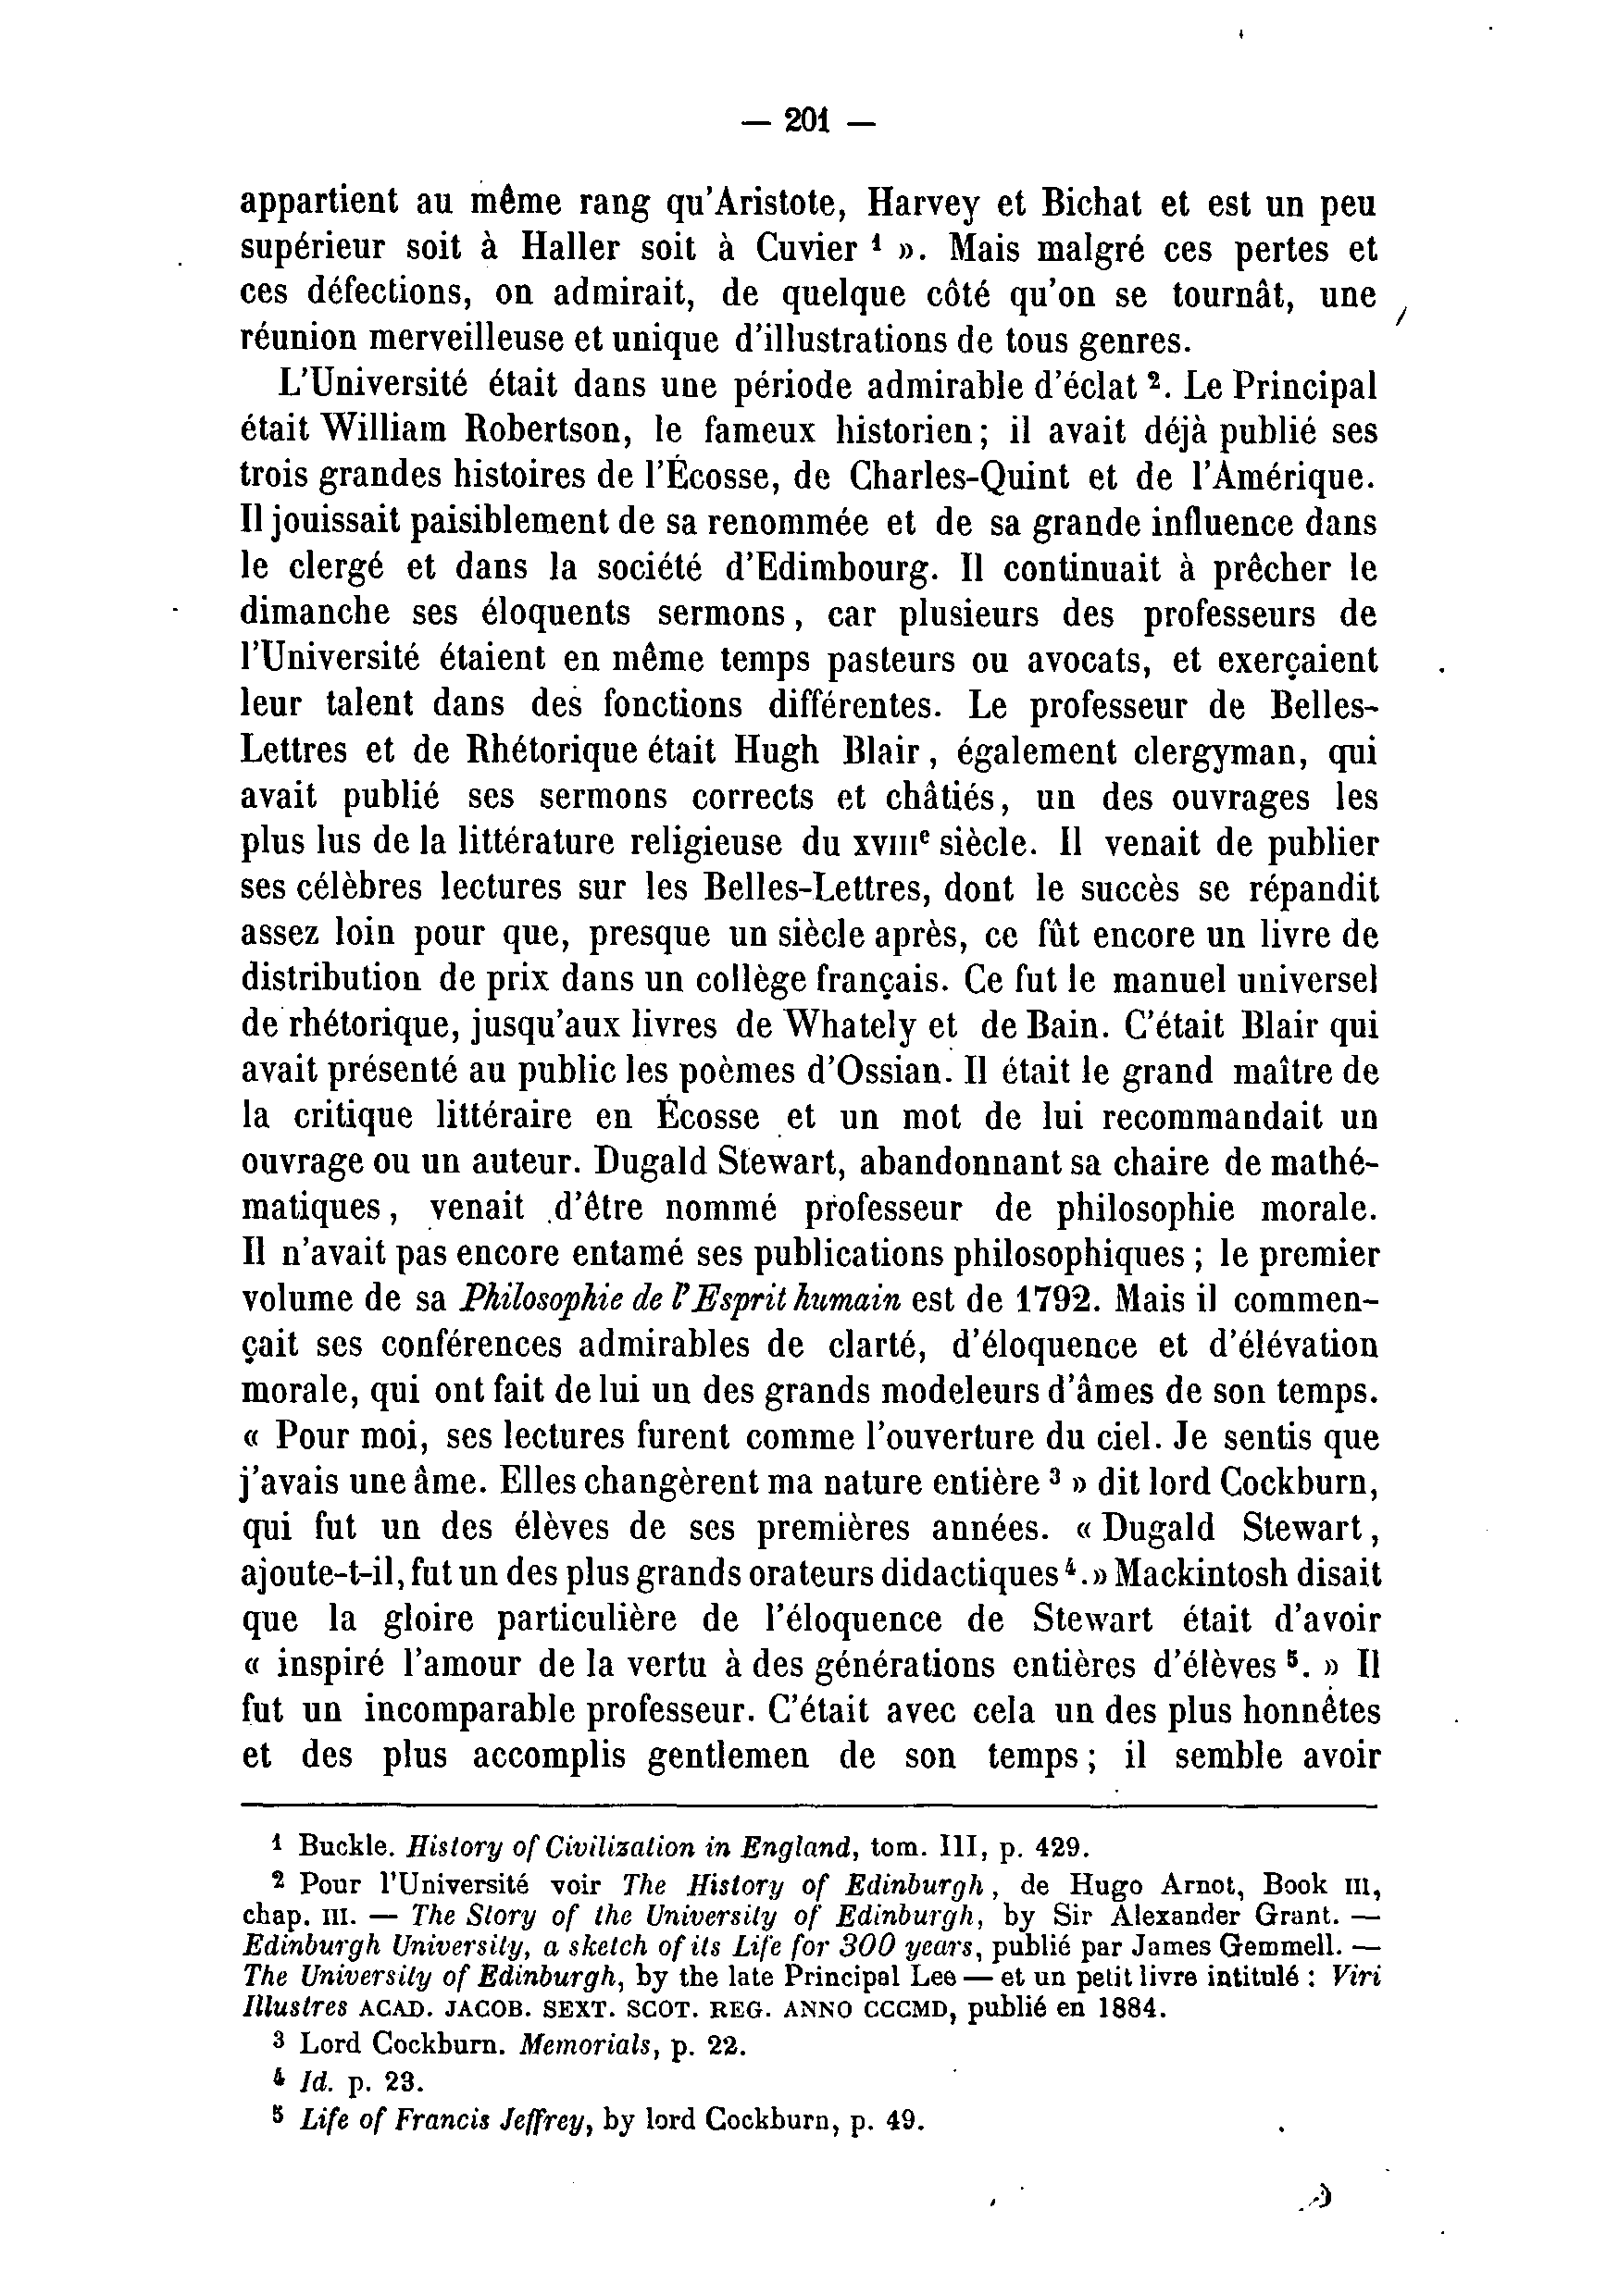 — 201 —
appartient au même rang qu'Aristote, Harvey et Bichat et est un peu
supérieur soit à Haller soit à Cuvier ¹ ». Mais malgré ces pertes et
ces défections, on admirait, de quelque côté qu'on se tournât, une
réunion merveilleuse et unique d'illustrations de tous genres.
L'Université était dans une période admirable d'éclat ². Le Principal
était William Robertson, le fameux historien; il avait déjà publié ses
trois grandes histoires de l'Écosse, de Charles-Quint et de l'Amérique.
Il jouissait paisiblement de sa renommée et de sa grande influence dans
le clergé et dans la société d'Edimbourg. Il continuait à prêcher le
dimanche ses éloquents sermons, car plusieurs des professeurs de
l'Université étaient en même temps pasteurs ou avocats, et exerçaient
leur talent dans des fonctions différentes. Le professeur de Belles-
Lettres et de Rhétorique était Hugh Blair, également clergyman, qui
avait publié ses sermons corrects et châtiés, un des ouvrages les
plus lus de la littérature religieuse du XVIIIᵉ siècle. Il venait de publier
ses célèbres lectures sur les Belles-Lettres, dont le succès se répandit
assez loin pour que, presque un siècle après, ce fût encore un livre de
distribution de prix dans un collège français. Ce fut le manuel universel
de rhétorique, jusqu'aux livres de Whately et de Bain. C'était Blair qui
avait présenté au public les poèmes d'Ossian. Il était le grand maître de
la critique littéraire en Écosse et un mot de lui recommandait un
ouvrage ou un auteur. Dugald Stewart, abandonnant sa chaire de mathé-
matiques, venait d'être nommé professeur de philosophie morale.
Il n'avait pas encore entamé ses publications philosophiques ; le premier
volume de sa Philosophie de l'Esprit humain est de 1792. Mais il commen-
çait ses conférences admirables de clarté, d'éloquence et d'élévation
morale, qui ont fait de lui un des grands modeleurs d'âmes de son temps.
« Pour moi, ses lectures furent comme l'ouverture du ciel. Je sentis que
j'avais une âme. Elles changèrent ma nature entière ³ » dit lord Cockburn,
qui fut un des élèves de ses premières années. « Dugald Stewart,
ajoute-t-il, fut un des plus grands orateurs didactiques ⁴.» Mackintosh disait
que la gloire particulière de l'éloquence de Stewart était d'avoir
« inspiré l'amour de la vertu à des générations entières d'élèves ⁵. » Il
fut un incomparable professeur. C'était avec cela un des plus honnêtes
et des plus accomplis gentlemen de son temps; il semble avoir
¹ Buckle. History of Civilization in England, tom. III, p. 429.
² Pour l'Université voir The History of Edinburgh, de Hugo Arnot, Book III,
chap. III. — The Story of the University of Edinburgh, by Sir Alexander Grant. —
Edinburgh University, a sketch of its Life for 300 years, publié par James Gemmell. —
The University of Edinburgh, by the late Principal Lee — et un petit livre intitulé : Viri
Illustres ACAD. JACOB. SEXT. SCOT. REG. ANNO CCCMD, publié en 1884.
³ Lord Cockburn. Memorials, p. 22.
⁴ Id. p. 23.
⁵ Life of Francis Jeffrey, by lord Cockburn, p. 49.